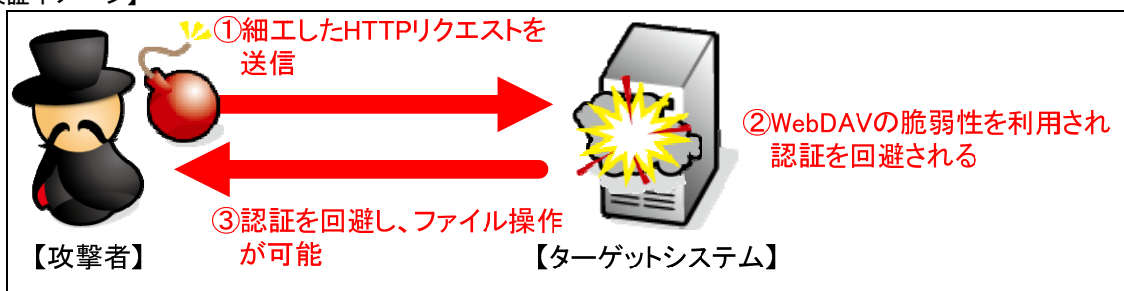 ①細工したHTTPリクエストを
送信
②WebDAVの脆弱性を利用され
認証を回避される
③認証を回避し、ファイル操作
が可能
【攻撃者】
【ターゲットシステム】